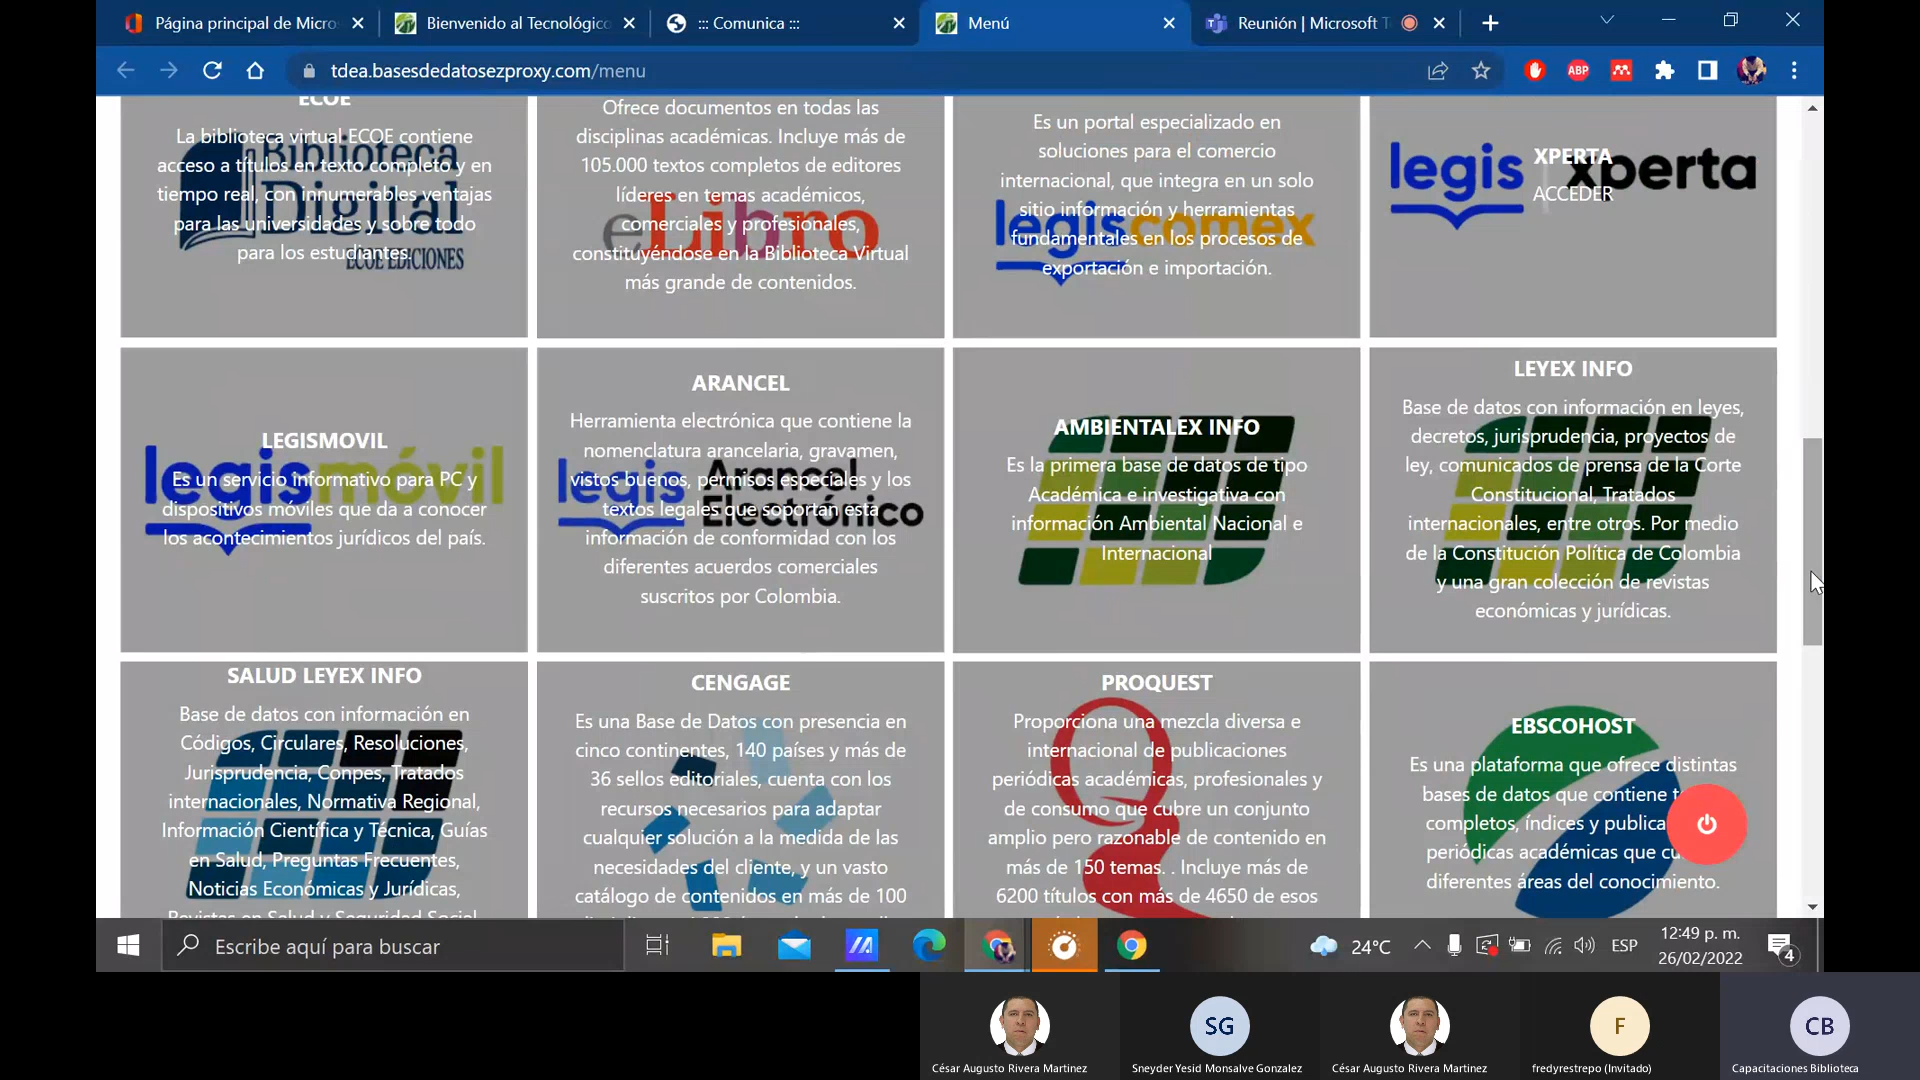 Página principal de Micro
Bienvenido al Tecnológico
::: Comunica :::
Menú
Reunión | Microsoft T
tdea.basesdedatosezproxy.com/menu
ABP
ECOE
La biblioteca virtual ECOE contiene
acceso a títulos en texto completo y en
tiempo real, con innumerables ventajas
para las universidades y sobre todo
para los estudiantes.
Biblioteca
Digital
ECOE EDICIONES
Ofrece documentos en todas las
disciplinas académicas. Incluye más de
105.000 textos completos de editores
líderes en temas académicos,
comerciales y profesionales,
constituyéndose en la Biblioteca Virtual
más grande de contenidos.
eLibro
Es un portal especializado en
soluciones para el comercio
internacional, que integra en un solo
sitio información y herramientas
fundamentales en los procesos de
exportación e importación.
legiscomex
XPERTA
ACCEDER
legis xperta
LEGISMOVIL
Es un servicio informativo para PC y
dispositivos móviles que da a conocer
los acontecimientos jurídicos del país.
legismóvil
ARANCEL
Herramienta electrónica que contiene la
nomenclatura arancelaria, gravamen,
vistos buenos, permisos especiales y los
textos legales que soportan esta
información de conformidad con los
diferentes acuerdos comerciales
suscritos por Colombia.
legis Arancel
Electrónico
AMBIENTALEX INFO
Es la primera base de datos de tipo
Académica e investigativa con
información Ambiental Nacional e
Internacional
LEYEX INFO
Base de datos con información en leyes,
decretos, jurisprudencia, proyectos de
ley, comunicados de prensa de la Corte
Constitucional, Tratados
internacionales, entre otros. Por medio
de la Constitución Política de Colombia
y una gran colección de revistas
económicas y jurídicas.
SALUD LEYEX INFO
Base de datos con información en
Códigos, Circulares, Resoluciones,
Jurisprudencia, Conpes, Tratados
internacionales, Normativa Regional,
Información Científica y Técnica, Guías
en Salud, Preguntas Frecuentes,
Noticias Económicas y Jurídicas,
Revistas en Salud y Seguridad Social
CENGAGE
Es una Base de Datos con presencia en
cinco continentes, 140 países y más de
36 sellos editoriales, cuenta con los
recursos necesarios para adaptar
cualquier solución a la medida de las
necesidades del cliente, y un vasto
catálogo de contenidos en más de 100
PROQUEST
Proporciona una mezcla diversa e
internacional de publicaciones
periódicas académicas, profesionales y
de consumo que cubre un conjunto
amplio pero razonable de contenido en
más de 150 temas. . Incluye más de
6200 títulos con más de 4650 de esos
EBSCOHOST
Es una plataforma que ofrece distintas
bases de datos que contiene t
completos, índices y publica
periódicas académicas que cu
diferentes áreas del conocimiento.
Escribe aquí para buscar
24°C
ESP
12:49 p. m.
26/02/2022
4
SG
F
CB
César Augusto Rivera Martinez
Sneyder Yesid Monsalve Gonzalez
César Augusto Rivera Martinez
fredyrestrepo (Invitado)
Capacitaciones Biblioteca